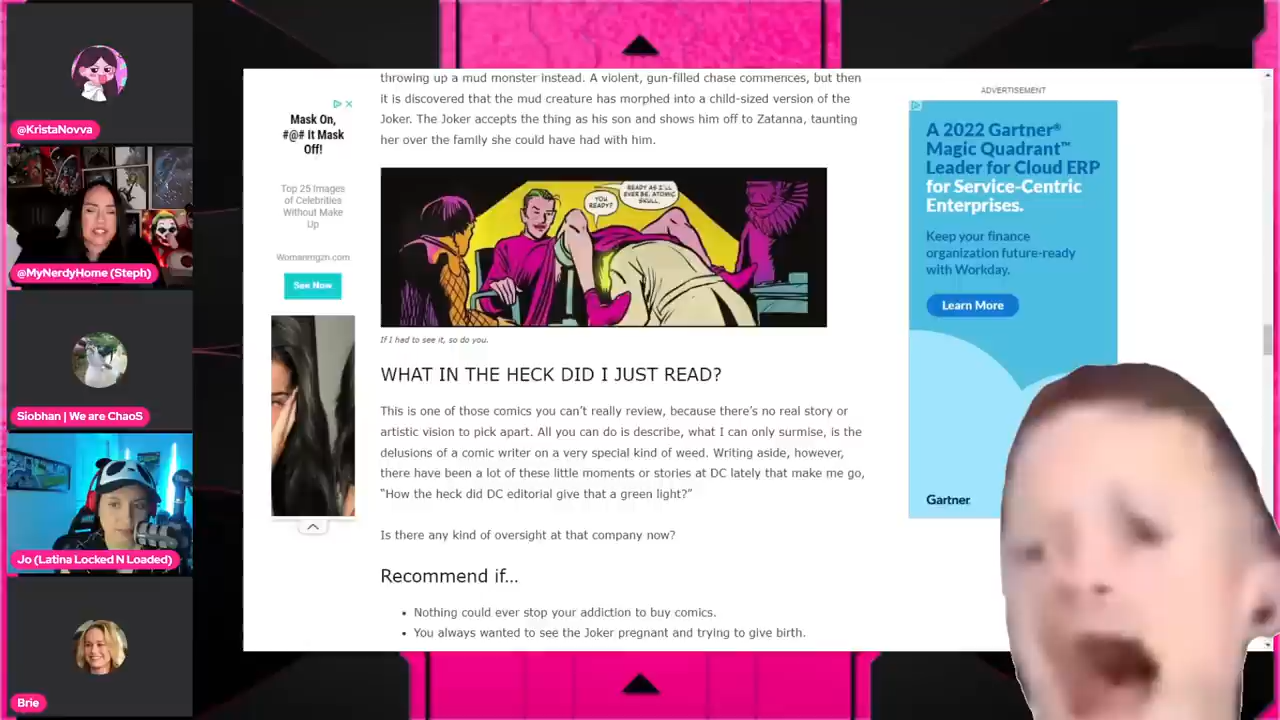 @KristaNovva
@MyNerdyHome (Steph)
Siobhan | We are ChaoS
Jo (Latina Locked N Loaded)
Brie
Mask On,
#@# It Mask
Off!
Top 25 Images
of Celebrities
Without Make
Up
Womanmgzn.com
See Now
throwing up a mud monster instead. A violent, gun-filled chase commences, but then
it is discovered that the mud creature has morphed into a child-sized version of the
Joker. The Joker accepts the thing as his son and shows him off to Zatanna, taunting
her over the family she could have had with him.
YOU
READY?
READY AS I'LL
EVER BE, ATOMIC
SKULL.
If I had to see it, so do you.
WHAT IN THE HECK DID I JUST READ?
This is one of those comics you can't really review, because there's no real story or
artistic vision to pick apart. All you can do is describe, what I can only surmise, is the
delusions of a comic writer on a very special kind of weed. Writing aside, however,
there have been a lot of these little moments or stories at DC lately that make me go,
“How the heck did DC editorial give that a green light?”
Is there any kind of oversight at that company now?
Recommend if...
• Nothing could ever stop your addiction to buy comics.
• You always wanted to see the Joker pregnant and trying to give birth.
ADVERTISEMENT
A 2022 Gartner®
Magic Quadrant™
Leader for Cloud ERP
for Service-Centric
Enterprises.
Keep your finance
organization future-ready
with Workday.
Learn More
Gartner